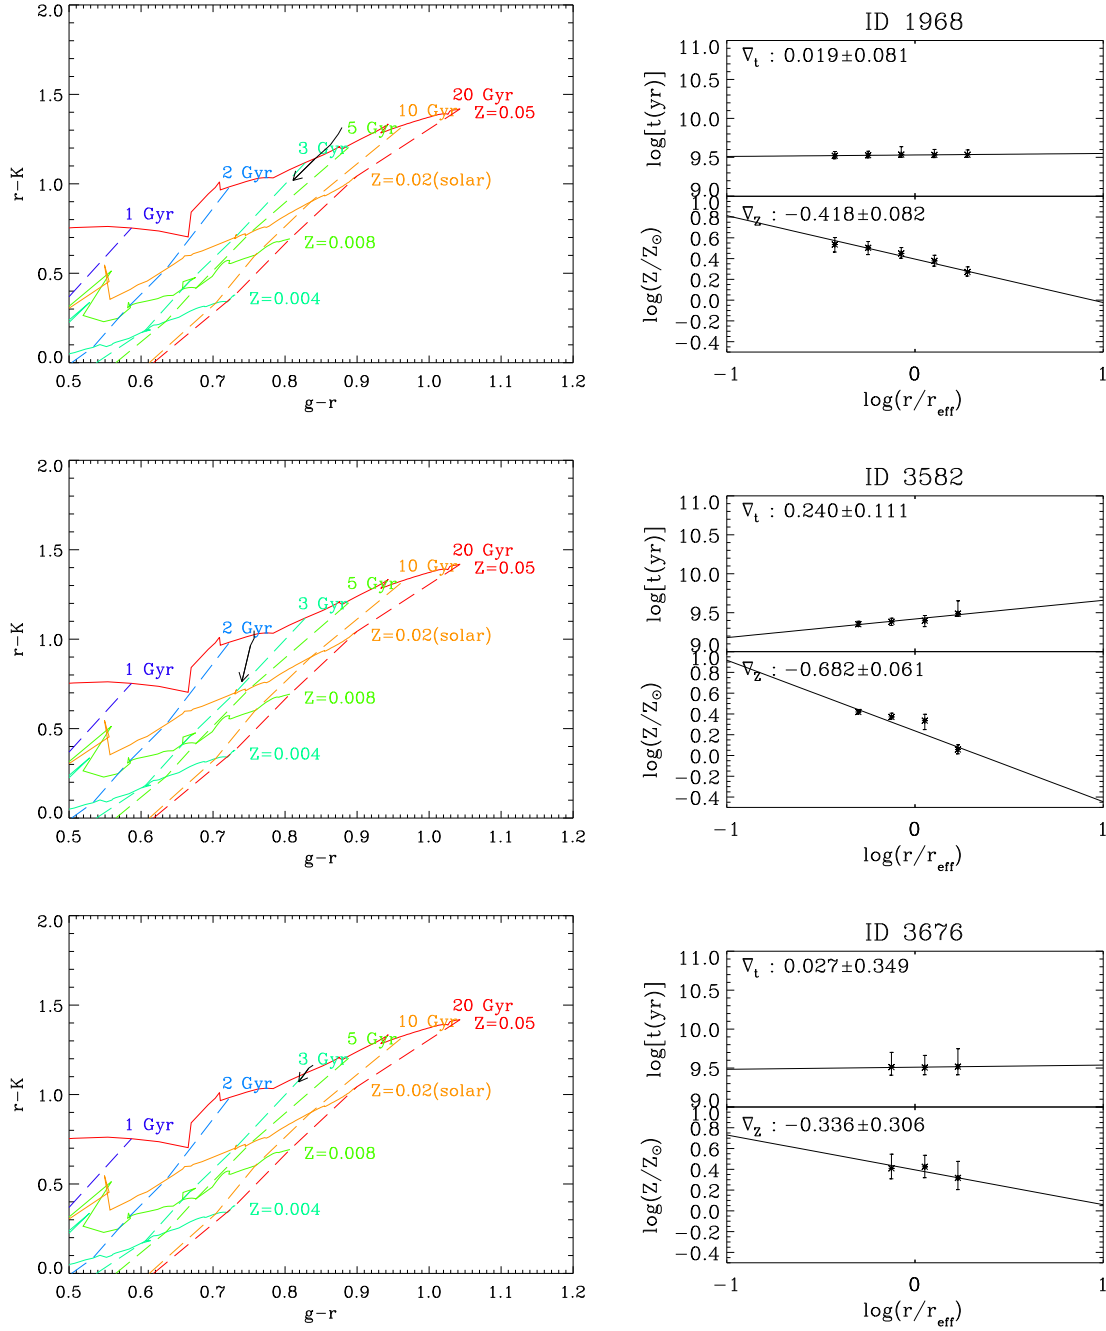 ID 1968
2.0
1.5
1.0
0.5
0.0
r−K
20 Gyr
Z=0.05
10 Gyr
5 Gyr
3 Gyr
2 Gyr
1 Gyr
Z=0.02(solar)
Z=0.008
Z=0.004
0.5 0.6 0.7 0.8 0.9 1.0 1.1 1.2
g−r
∇t : 0.019±0.081
11.0
10.5
10.0
9.5
9.0
log[t(yr)]
∇Z : −0.418±0.082
1.0
0.8
0.6
0.4
0.2
0.0
−0.2
−0.4
log(Z/Z⊙)
−1 0 1
log(r/reff)
ID 3582
2.0
1.5
1.0
0.5
0.0
r−K
20 Gyr
Z=0.05
10 Gyr
5 Gyr
3 Gyr
2 Gyr
1 Gyr
Z=0.02(solar)
Z=0.008
Z=0.004
0.5 0.6 0.7 0.8 0.9 1.0 1.1 1.2
g−r
∇t : 0.240±0.111
11.0
10.5
10.0
9.5
9.0
log[t(yr)]
∇Z : −0.682±0.061
1.0
0.8
0.6
0.4
0.2
0.0
−0.2
−0.4
log(Z/Z⊙)
−1 0 1
log(r/reff)
ID 3676
2.0
1.5
1.0
0.5
0.0
r−K
20 Gyr
Z=0.05
10 Gyr
5 Gyr
3 Gyr
2 Gyr
1 Gyr
Z=0.02(solar)
Z=0.008
Z=0.004
0.5 0.6 0.7 0.8 0.9 1.0 1.1 1.2
g−r
∇t : 0.027±0.349
11.0
10.5
10.0
9.5
9.0
log[t(yr)]
∇Z : −0.336±0.306
1.0
0.8
0.6
0.4
0.2
0.0
−0.2
−0.4
log(Z/Z⊙)
−1 0 1
log(r/reff)